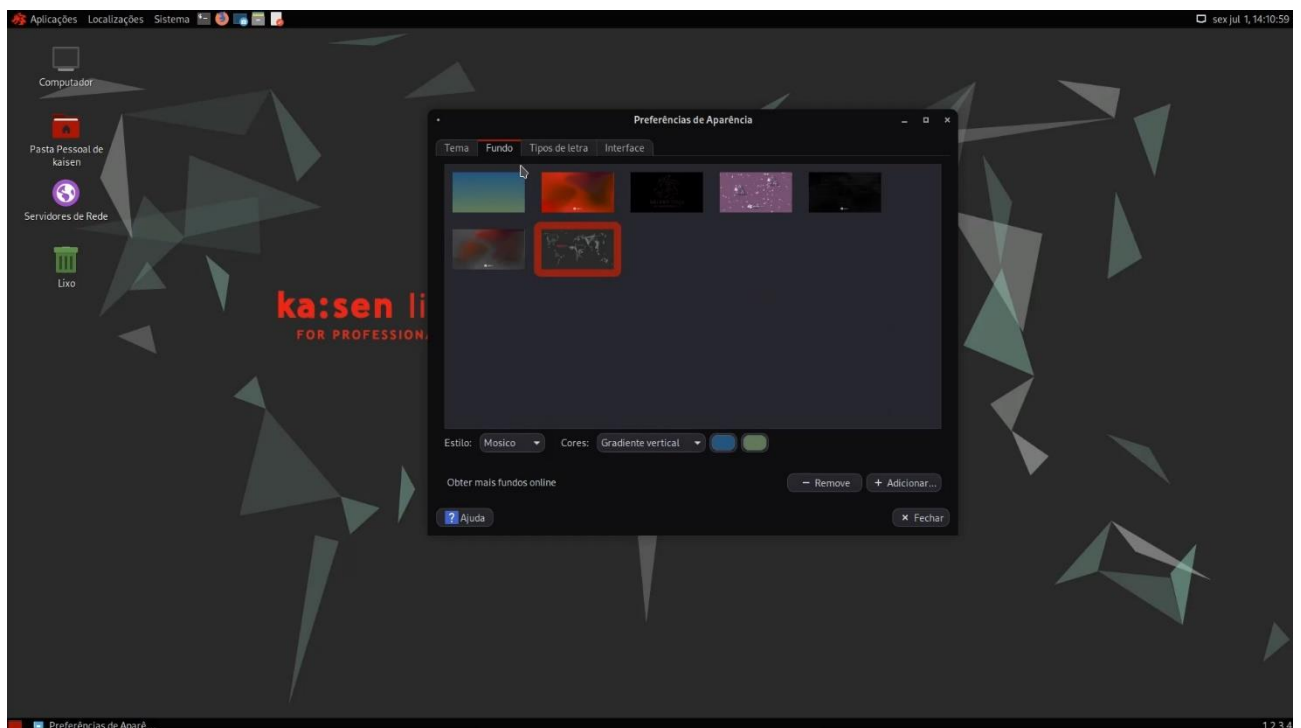 Aplicações Localizações Sistema
sex jul 1, 14:10:59
Computador
Pasta Pessoal de
kaisen
Servidores de Rede
Lixo
ka:sen li
FOR PROFESSIONA
Preferências de Aparência
Tema Fundo Tipos de letra Interface
Estilo: Mosico Cores: Gradiente vertical
Obter mais fundos online
− Remove + Adicionar...
? Ajuda
× Fechar
Preferências de Aparê...
1 2 3 4